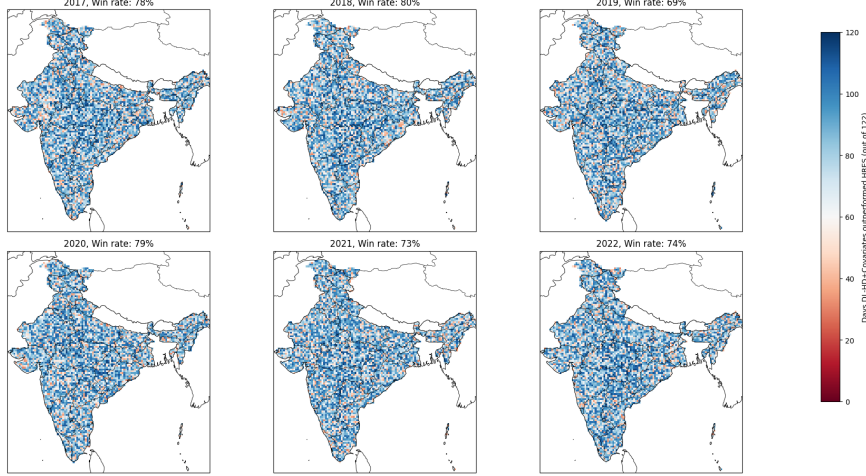 2017, Win rate: 78%
2018, Win rate: 80%
2019, Win rate: 69%
2020, Win rate: 79%
2021, Win rate: 73%
2022, Win rate: 74%
120
100
80
60
40
20
0
Days DL-HD+Covariates outperformed HRES (out of 122)